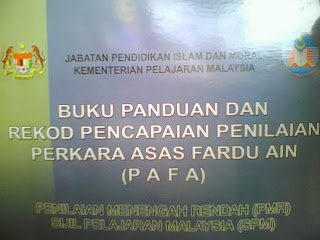 JABATAN PENDIDIKAN ISLAM DAN MORAL
KEMENTERIAN PELAJARAN MALAYSIA
BUKU PANDUAN DAN
REKOD PENCAPAIAN PENILAIAN
PERKARA ASAS FARDU AIN
(P A F A)
PENILAIAN MENENGAH RENDAH (PMR)
SIJIL PELAJARAN MALAYSIA (SPM)